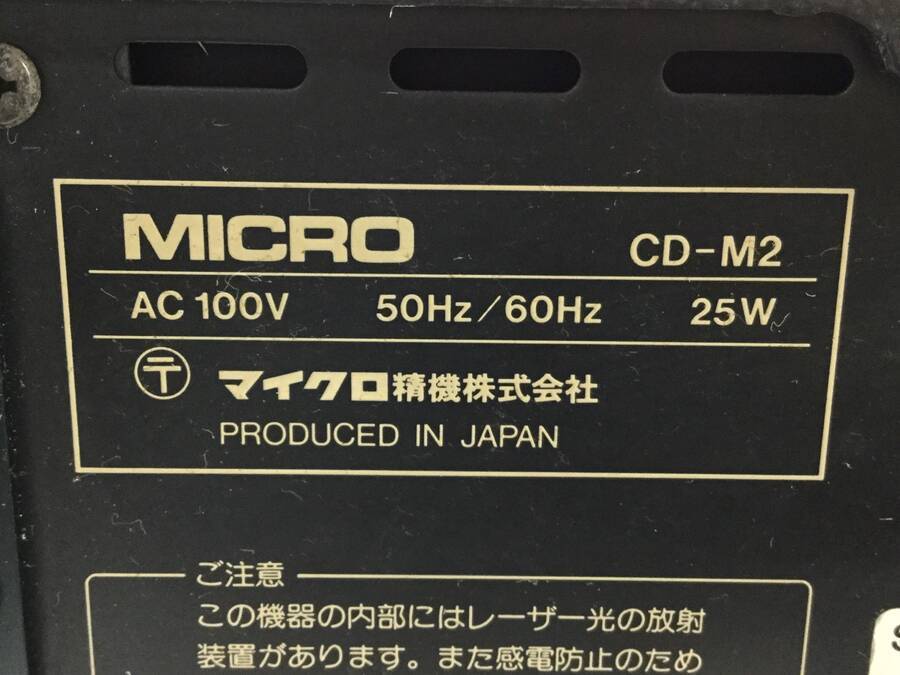 MICRO CD-M2
AC 100V 50Hz/60Hz 25W
〒 マイクロ精機株式会社
PRODUCED IN JAPAN
ご注意
この機器の内部にはレーザー光の放射
装置があります。また感電防止のため